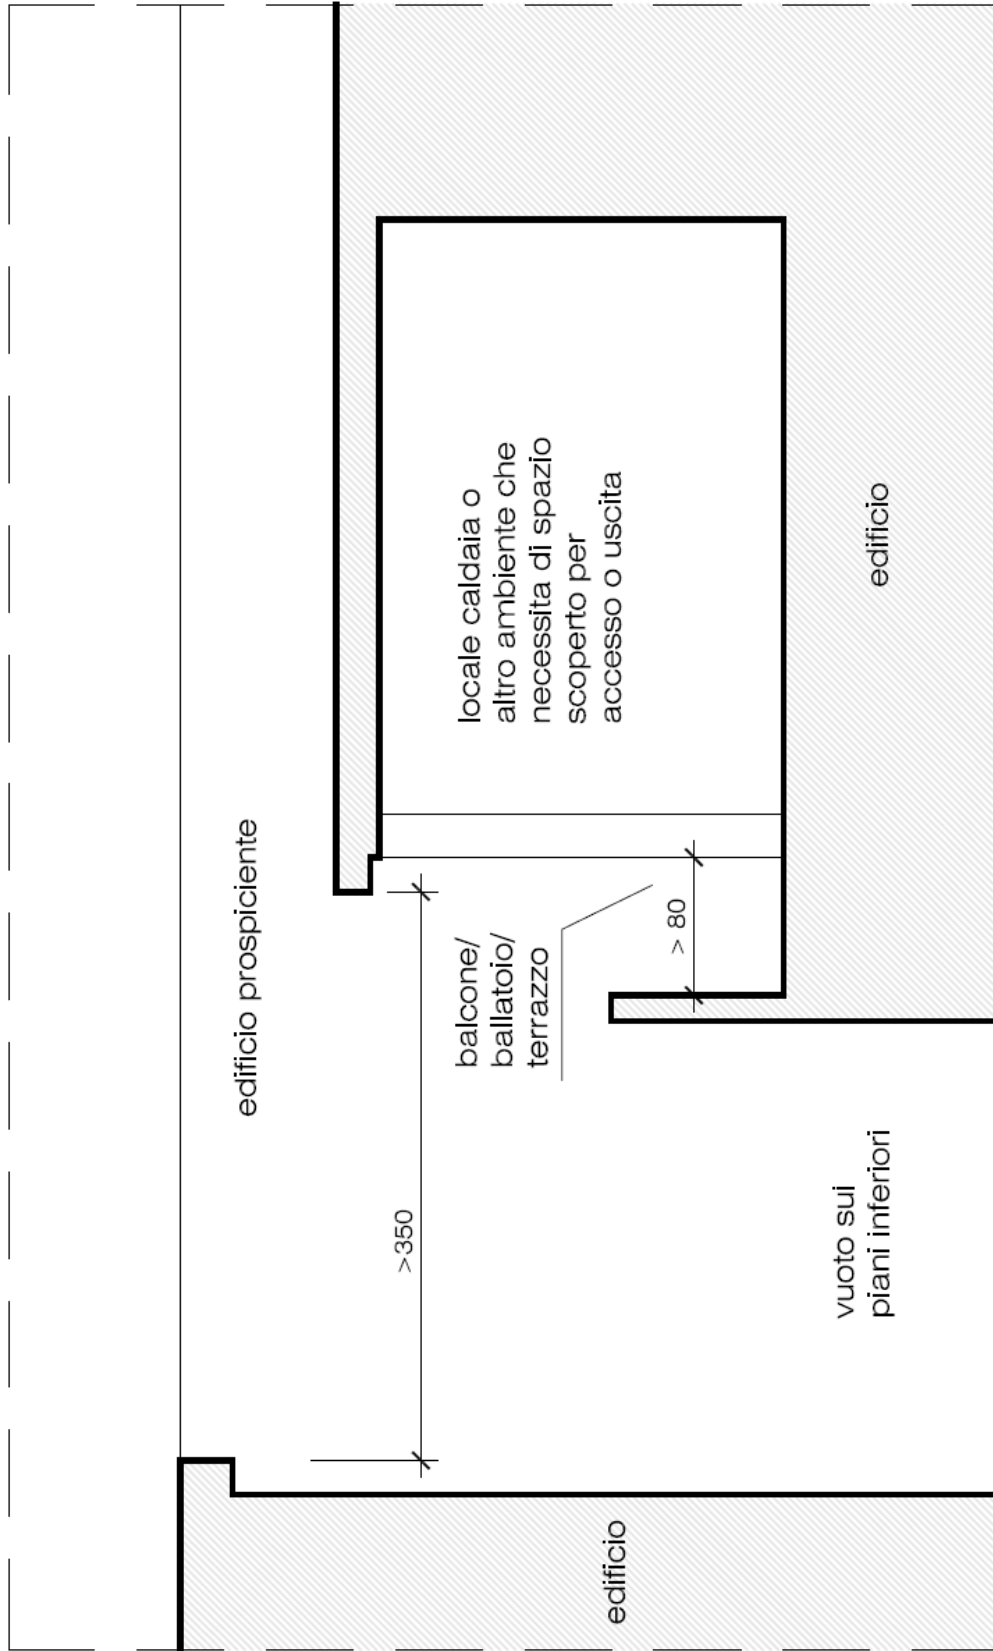 edificio prospiciente
locale caldaia o
altro ambiente che
necessita di spazio
scoperto per
accesso o uscita
balcone/
ballatoio/
terrazzo
>350
> 80
edificio
vuoto sui
piani inferiori
edificio